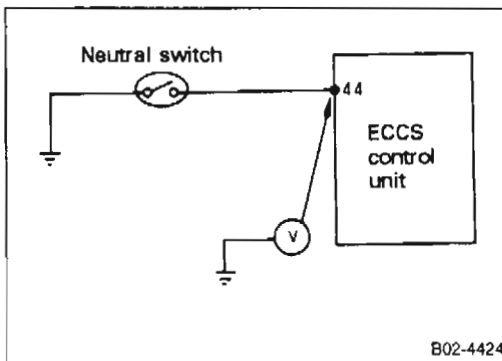 Neutral switch
44
ECCS
control
unit
V
B02-4424